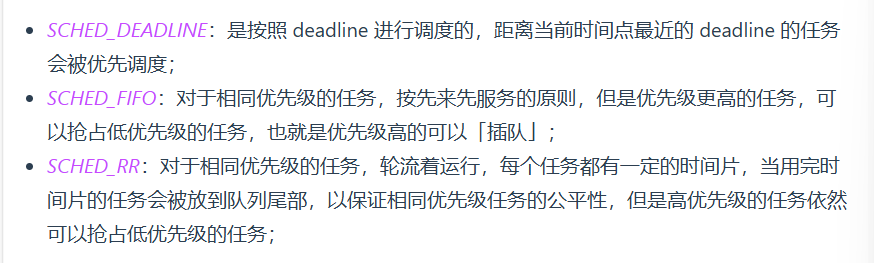 SCHED_DEADLINE：是按照 deadline 进行调度的，距离当前时间点最近的 deadline 的任务
会被优先调度；
SCHED_FIFO：对于相同优先级的任务，按先来先服务的原则，但是优先级更高的任务，可
以抢占低优先级的任务，也就是优先级高的可以「插队」；
SCHED_RR：对于相同优先级的任务，轮流着运行，每个任务都有一定的时间片，当用完时
间片的任务会被放到队列尾部，以保证相同优先级任务的公平性，但是高优先级的任务依然
可以抢占低优先级的任务；